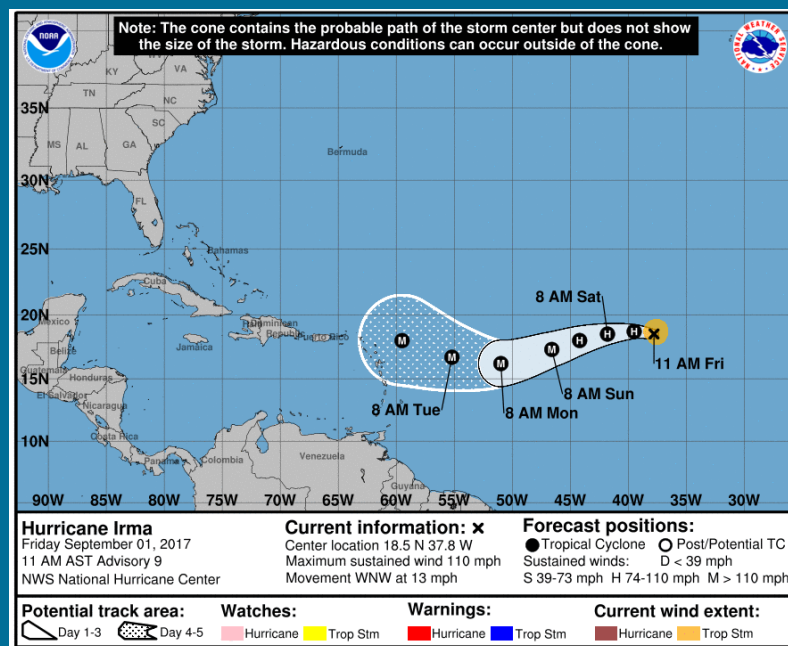 Note: The cone contains the probable path of the storm center but does not show
the size of the storm. Hazardous conditions can occur outside of the cone.
NOAA
NATIONAL WEATHER SERVICE
KY
VA
TN
NC
35N
SC
MS
AL
GA
Bermuda
30N
FL
25N
Bahamas
Cuba
8 AM Sat
20N
Mexico
Dominican
Republic
Puerto Rico
H
H
H
M
M
M
M
Jamaica
Belize
11 AM Fri
Guatemala
15N
Honduras
8 AM Sun
El Salvador
8 AM Tue
8 AM Mon
Nicaragua
10N
Costa Rica
Panama
Colombia
Venezuela
Guyana
90W 85W 80W 75W 70W 65W 60W 55W 50W 45W 40W 35W 30W
Hurricane Irma
Friday September 01, 2017
11 AM AST Advisory 9
NWS National Hurricane Center
Current information: x
Center location 18.5 N 37.8 W
Maximum sustained wind 110 mph
Movement WNW at 13 mph
Forecast positions:
Tropical Cyclone Post/Potential TC
Sustained winds: D < 39 mph
S 39-73 mph H 74-110 mph M > 110 mph
Potential track area:
Day 1-3 Day 4-5
Watches:
Hurricane Trop Stm
Warnings:
Hurricane Trop Stm
Current wind extent:
Hurricane Trop Stm